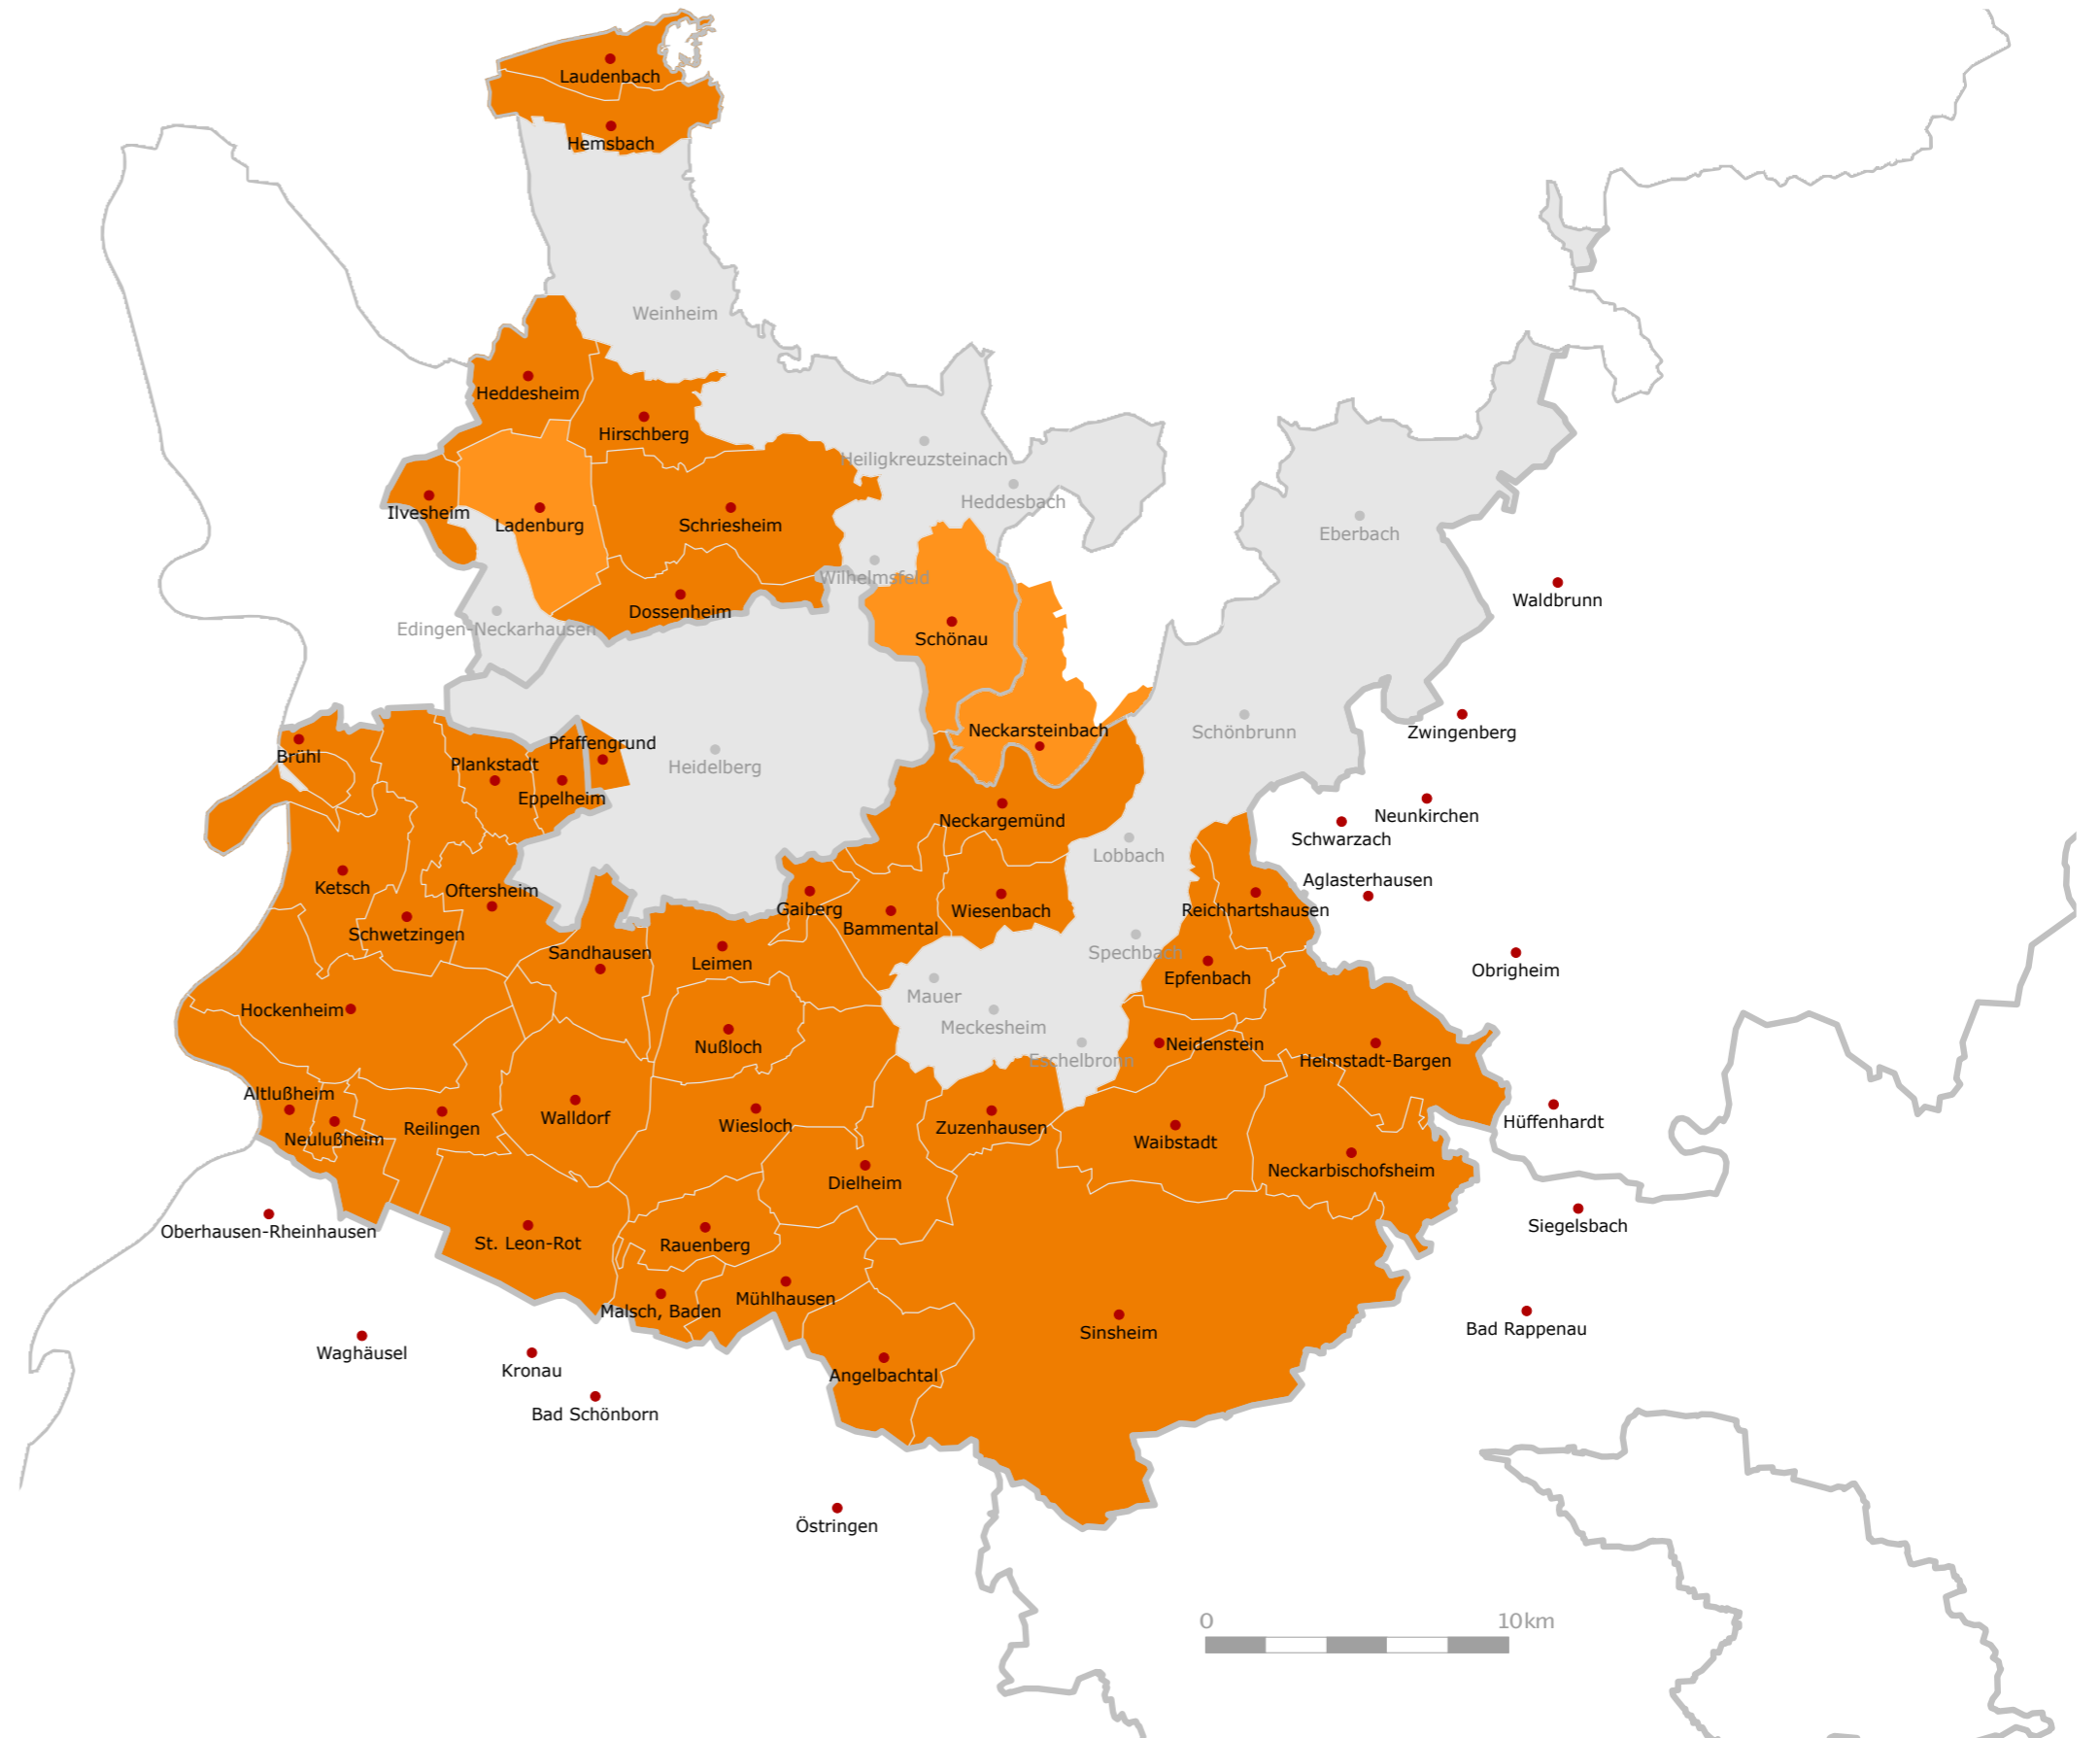 Laudenbach
Hemsbach
Weinheim
Heddesheim
Hirschberg
Heiligkreuzsteinach
Heddesbach
Ilvesheim
Ladenburg
Schriesheim
Eberbach
Wilhelmsfeld
Waldbrunn
Dossenheim
Edingen-Neckarhausen
Schönau
Neckarsteinbach
Schönbrunn
Zwingenberg
Brühl
Pfaffengrund
Plankstadt
Heidelberg
Eppelheim
Neckargemünd
Neunkirchen
Schwarzach
Lobbach
Ketsch
Oftersheim
Aglasterhausen
Gaiberg
Wiesenbach
Reichhartshausen
Bammental
Schwetzingen
Sandhausen
Leimen
Spechbach
Epfenbach
Obrigheim
Mauer
Hockenheim
Meckesheim
Nußloch
Neidenstein
Eschelbronn
Helmstadt-Bargen
Altlußheim
Neulußheim
Reilingen
Walldorf
Wiesloch
Zuzenhausen
Waibstadt
Hüffenhardt
Neckarbischofsheim
Dielheim
Oberhausen-Rheinhausen
St. Leon-Rot
Rauenberg
Siegelsbach
Malsch, Baden
Mühlhausen
Sinsheim
Bad Rappenau
Waghäusel
Kronau
Angelbachtal
Bad Schönborn
Östringen
0 10km